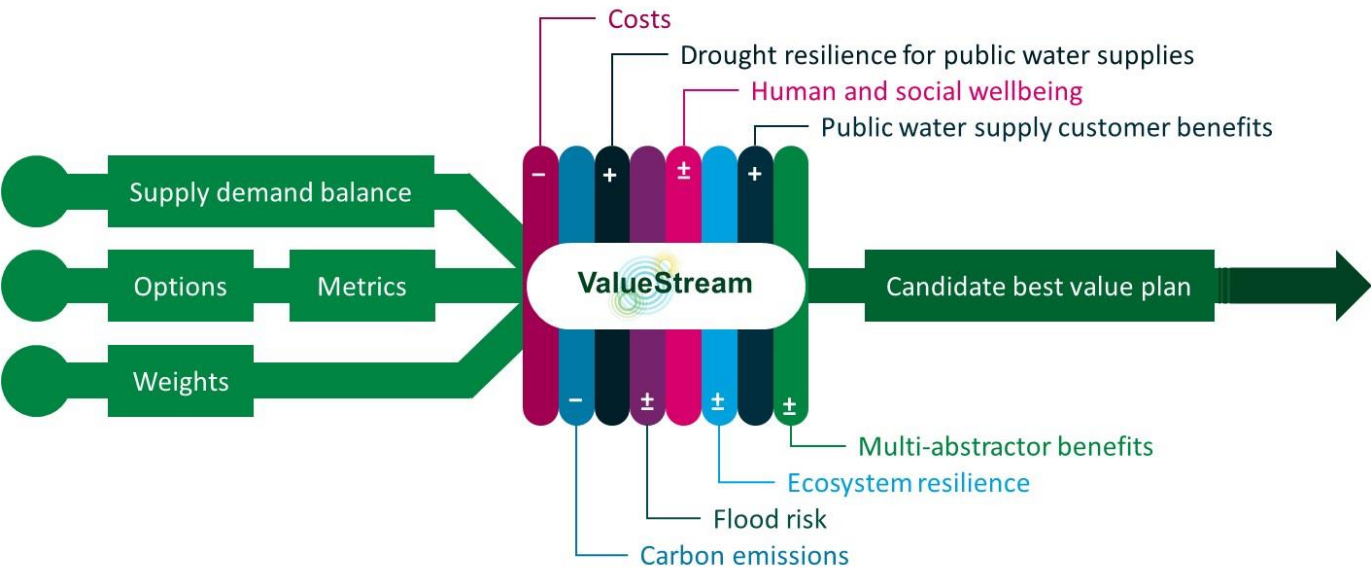 Costs
Drought resilience for public water supplies
Human and social wellbeing
Public water supply customer benefits
− + ± +
Supply demand balance
Options
Metrics
ValueStream
Candidate best value plan
Weights
− ± ± ±
Multi-abstractor benefits
Ecosystem resilience
Flood risk
Carbon emissions